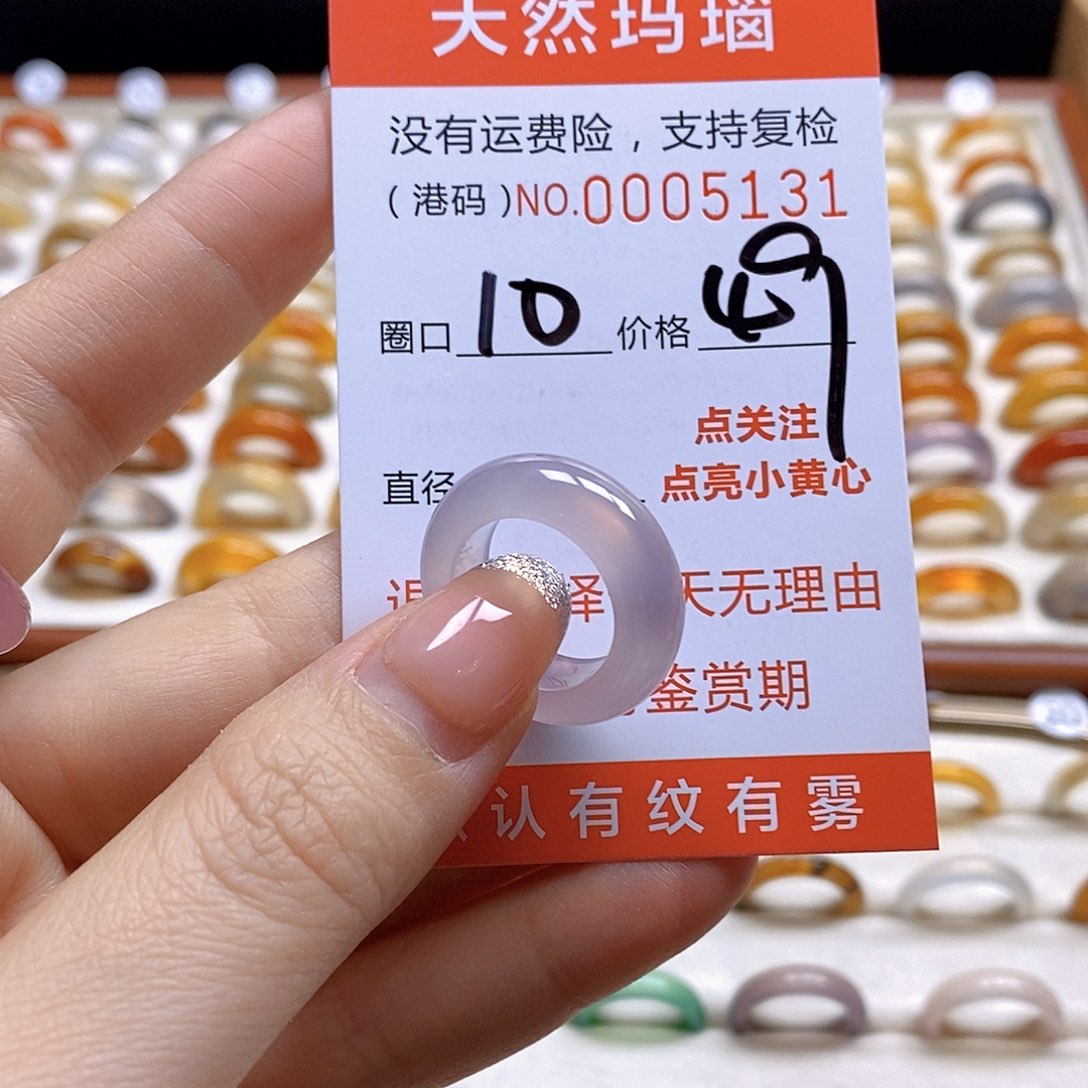 天然玛瑙
没有运费险，支持复检
（港码）NO.0005131
圈口 10 价格 49
点关注
直径 点亮小黄心
择 天无理由
鉴赏期
认有纹有雾